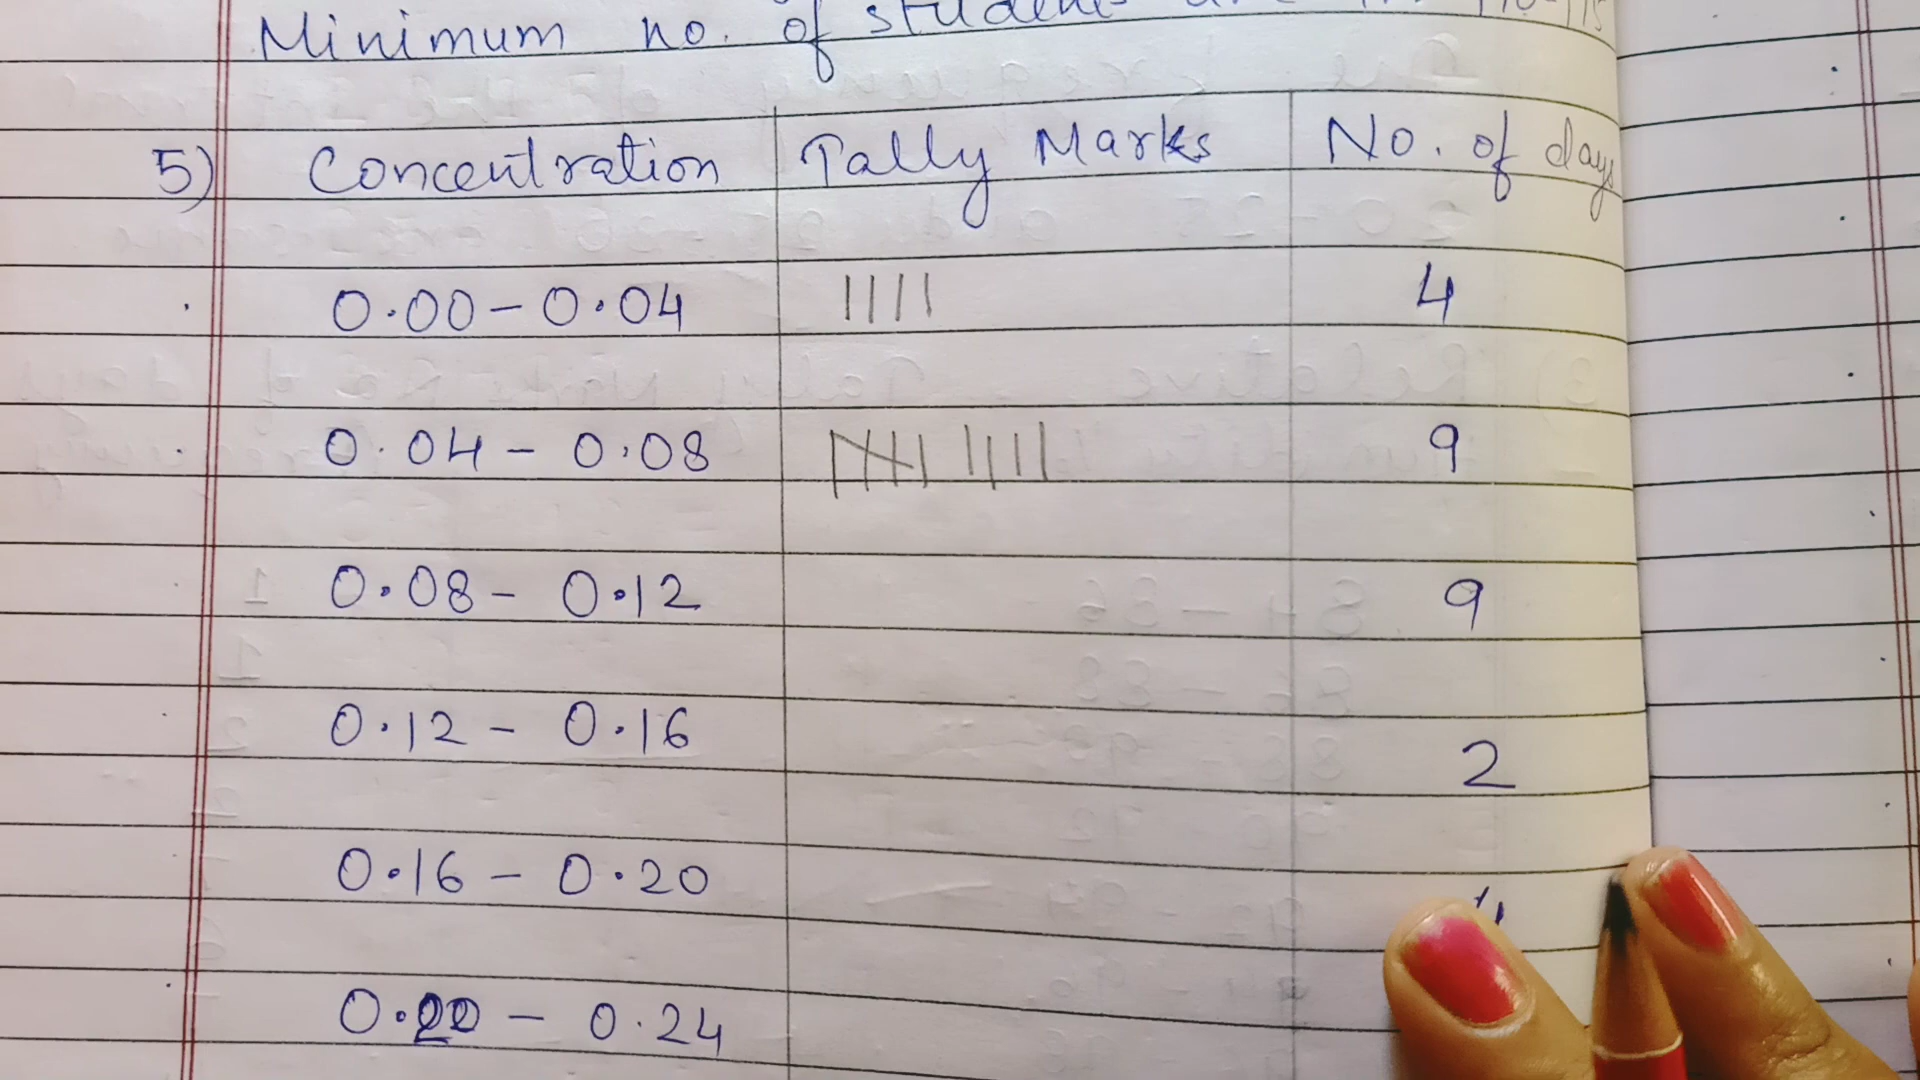 Minimum no. of students are
5) Concentration Tally Marks No. of days
0.00 - 0.04 |||| 4
0.04 - 0.08 |||| |||| 9
0.08 - 0.12 9
0.12 - 0.16 2
0.16 - 0.20
0.20 - 0.24